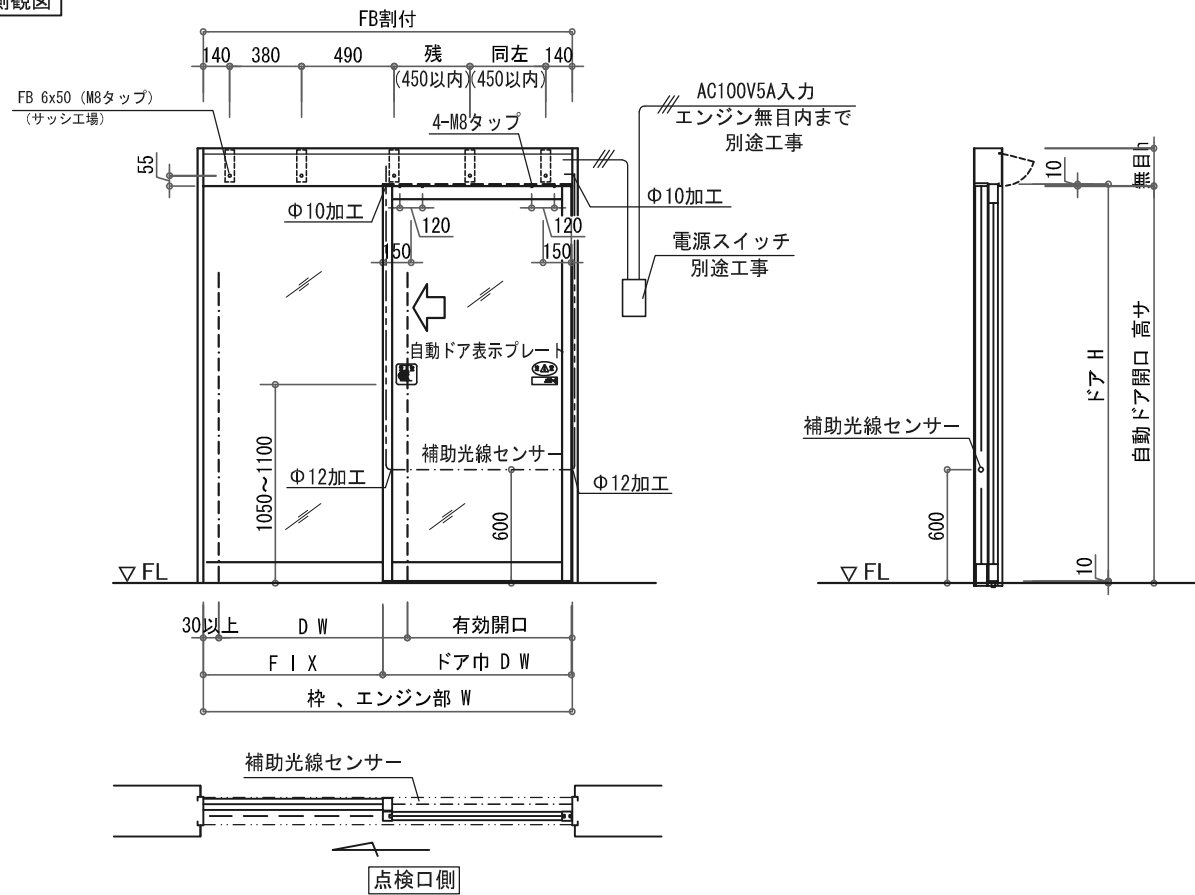 FB割付
140 380 490 残 同左 140
(450以内)(450以内)
FB 6x50 (M8タップ)
(サッシ工場)
AC100V5A入力
エンジン無目内まで
別途工事
4-M8タップ
55
Φ10加工
Φ10加工
120
120
150
150
電源スイッチ
別途工事
自動ドア表示プレート
補助光線センサー
1050~1100
Φ12加工
Φ12加工
600
▽ FL
30以上
D W
有効開口
F I X
ドア巾 D W
枠 、エンジン部 W
10
無目h
ドア H
自動ドア開口 高サ
補助光線センサー
600
10
▽ FL
補助光線センサー
点検口側